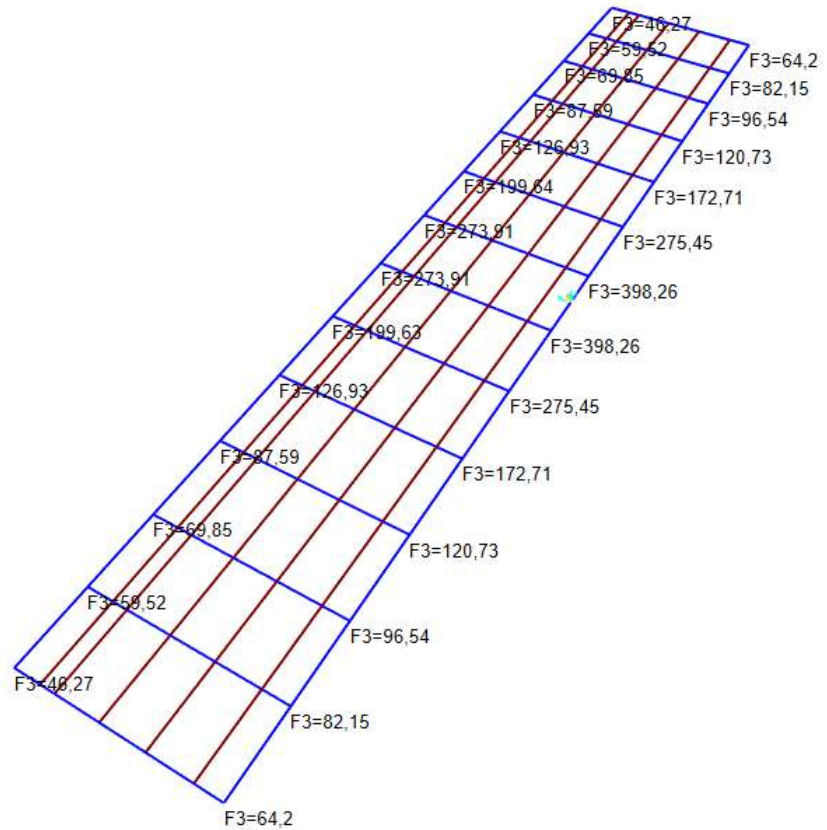 F3=46,27
F3=64,2
F3=59,52
F3=82,15
F3=69,85
F3=96,54
F3=87,59
F3=120,73
F3=126,93
F3=172,71
F3=199,64
F3=275,45
F3=273,91
F3=398,26
F3=273,91
F3=398,26
F3=199,63
F3=275,45
F3=126,93
F3=172,71
F3=87,59
F3=120,73
F3=69,85
F3=96,54
F3=59,52
F3=82,15
F3=46,27
F3=64,2